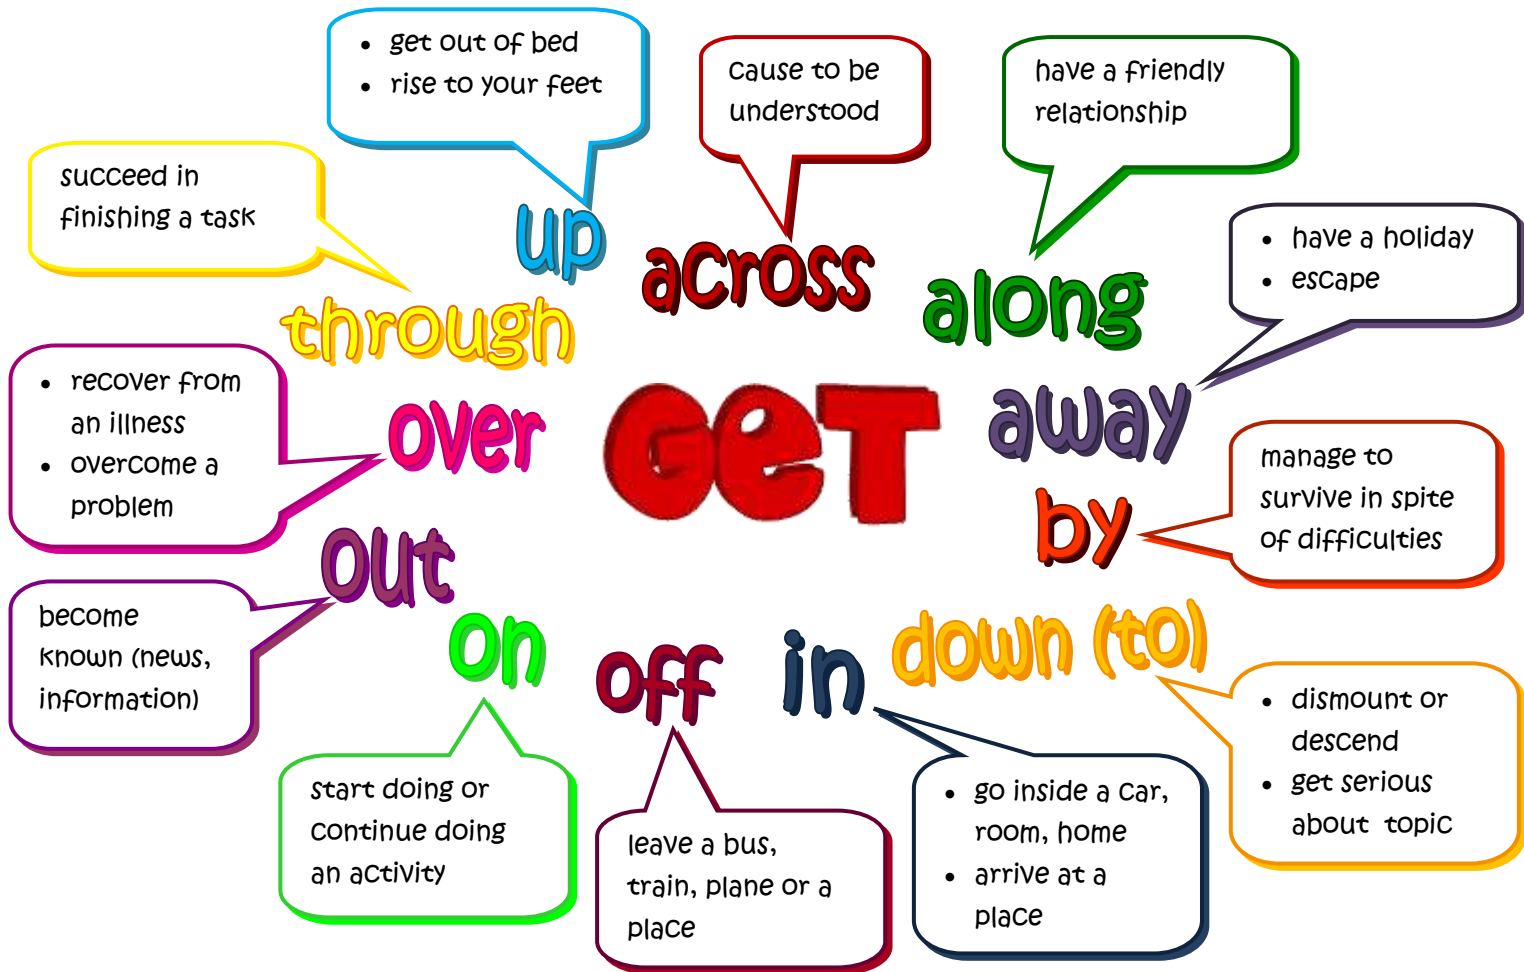 • get out of bed
• rise to your feet
cause to be
understood
have a friendly
relationship
succeed in
finishing a task
up
across
along
• have a holiday
• escape
through
• recover from
an illness
• overcome a
problem
over
GeT
away
by
manage to
survive in spite
of difficulties
out
become
known (news,
information)
on
off
in
down (to)
• dismount or
descend
• get serious
about topic
start doing or
continue doing
an activity
leave a bus,
train, plane or a
place
• go inside a car,
room, home
• arrive at a
place